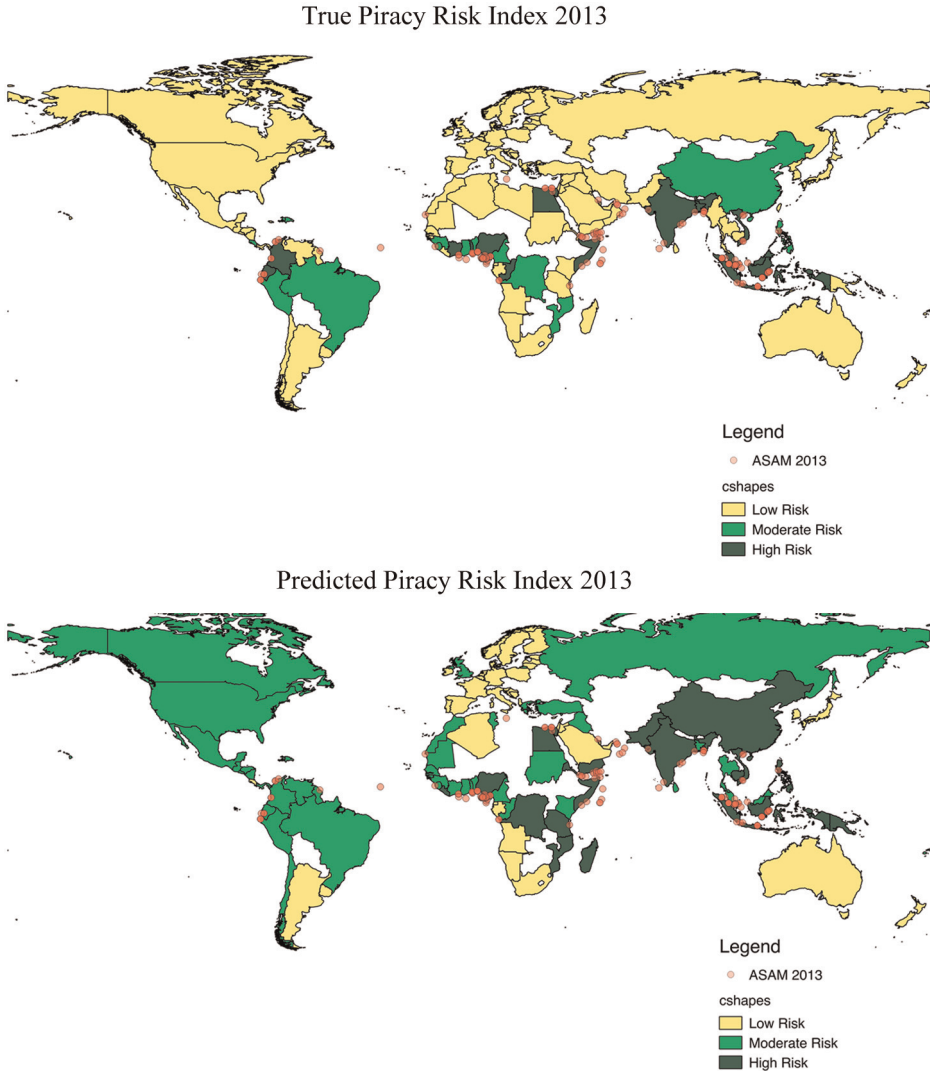 True Piracy Risk Index 2013
Legend
ASAM 2013
cshapes
Low Risk
Moderate Risk
High Risk
Predicted Piracy Risk Index 2013
Legend
ASAM 2013
cshapes
Low Risk
Moderate Risk
High Risk